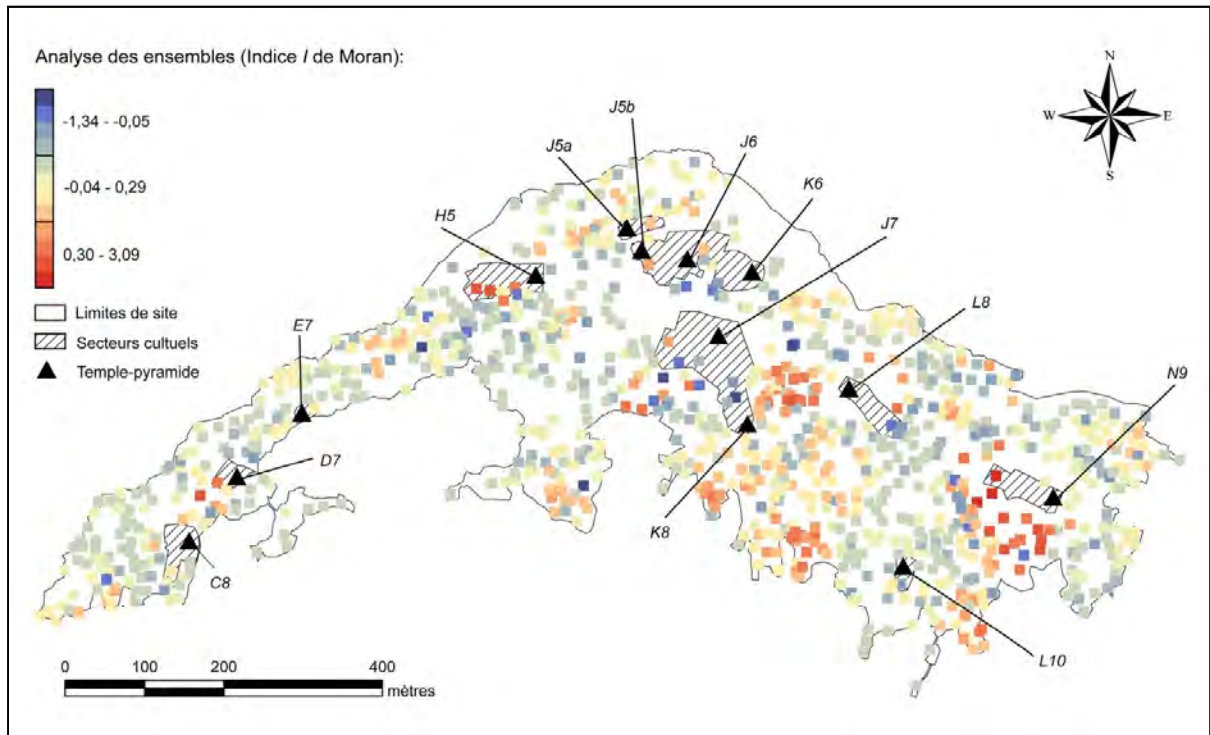 Analyse des ensembles (Indice I de Moran):
-1,34 - -0,05
-0,04 - 0,29
0,30 - 3,09
Limites de site
Secteurs cultuels
Temple-pyramide
N
W
E
S
J5b
J5a
J6
K6
H5
J7
L8
E7
N9
D7
K8
C8
L10
0
100
200
400
mètres